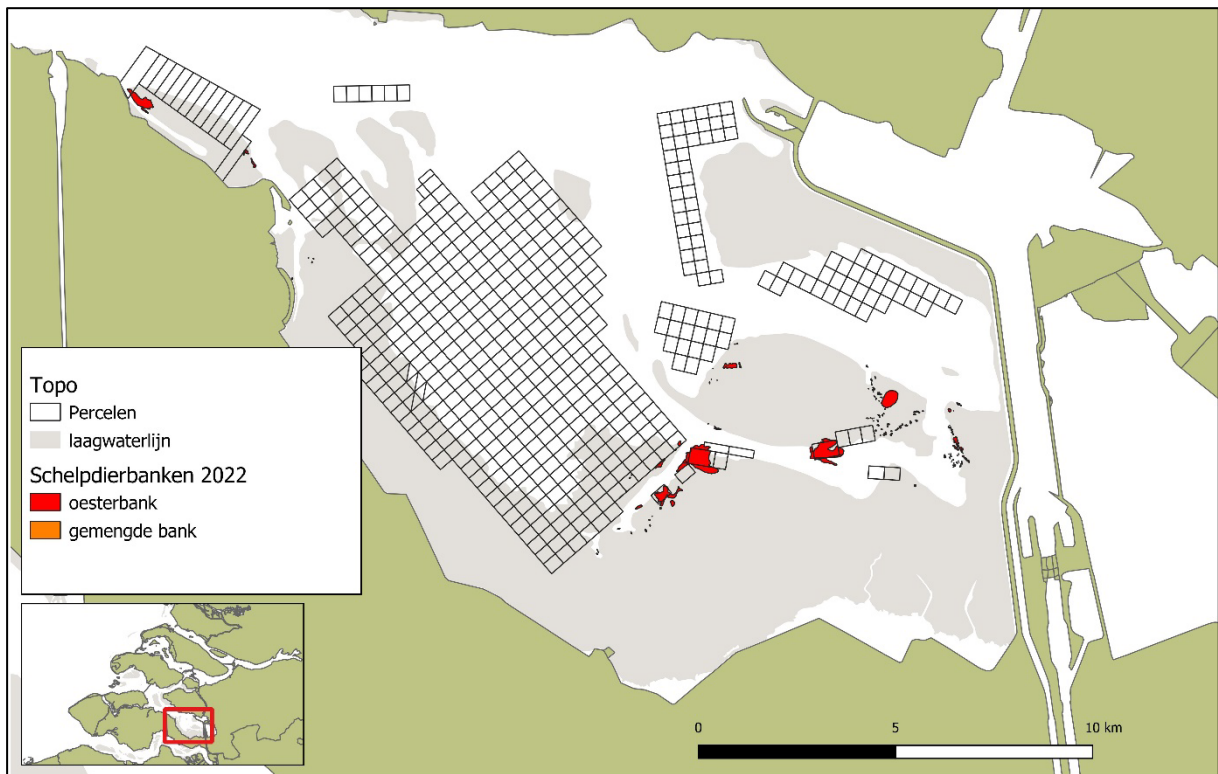 Topo
Percelen
laagwaterlijn
Schelpdierbanken 2022
oesterbank
gemengde bank
0 5 10 km